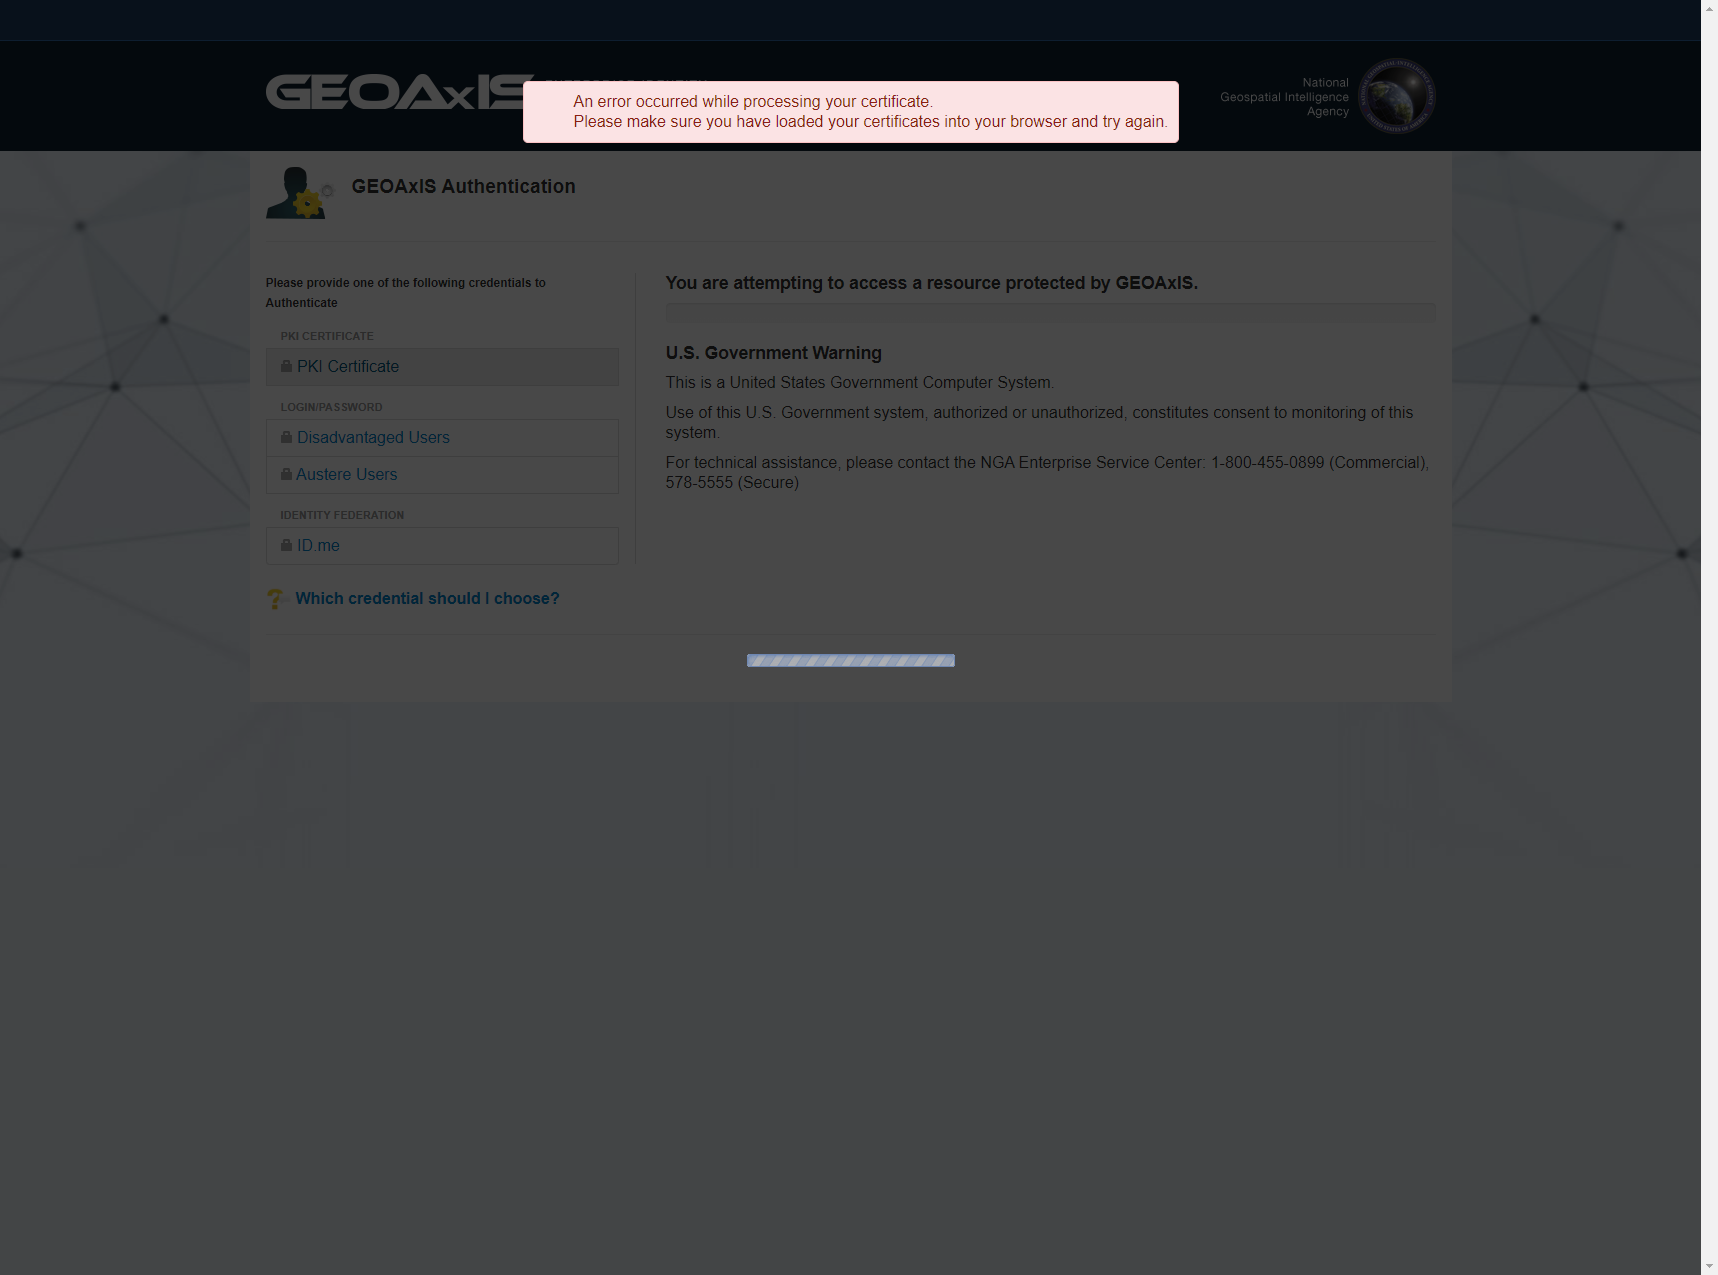 GEOAxIS
An error occurred while processing your certificate.
Please make sure you have loaded your certificates into your browser and try again.
National
Geospatial Intelligence
Agency
GEOAxIS Authentication
Please provide one of the following credentials to
Authenticate
PKI CERTIFICATE
PKI Certificate
LOGIN/PASSWORD
Disadvantaged Users
Austere Users
IDENTITY FEDERATION
ID.me
Which credential should I choose?
You are attempting to access a resource protected by GEOAxIS.
U.S. Government Warning
This is a United States Government Computer System.
Use of this U.S. Government system, authorized or unauthorized, constitutes consent to monitoring of this
system.
For technical assistance, please contact the NGA Enterprise Service Center: 1-800-455-0899 (Commercial),
578-5555 (Secure)